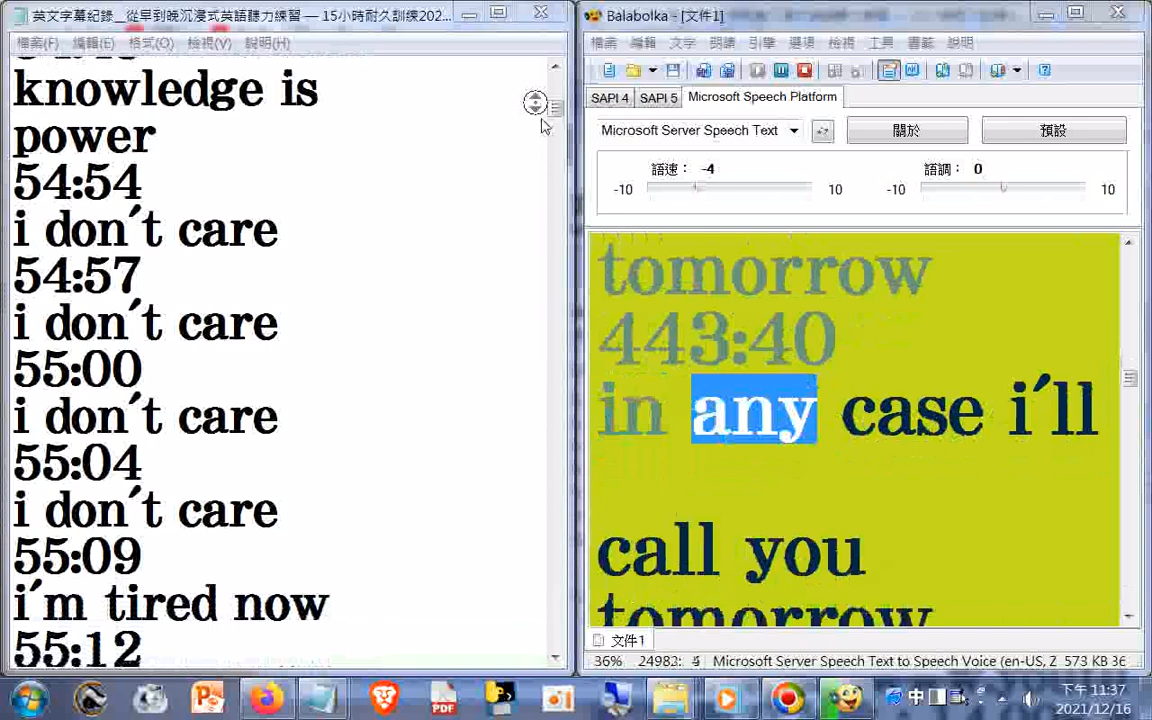 英文字幕紀錄__從早到晚沉浸式英語聽力練習 — 15小時耐久訓練202...
檔案(F) 編輯(E) 格式(O) 檢視(V) 說明(H)
knowledge is
power
54:54
i don't care
54:57
i don't care
55:00
i don't care
55:04
i don't care
55:09
i'm tired now
55:12
Balabolka - [文件1]
檔案 編輯 文字 朗讀 引擎 選項 檢視 工具 書籤 說明
SAPI 4 SAPI 5 Microsoft Speech Platform
Microsoft Server Speech Text 關於 預設
語速： -4 語調： 0
-10 10 -10 10
tomorrow
443:40
in any case i'll
call you
tomorrow
文件1
36% 24982: 4 Microsoft Server Speech Text to Speech Voice (en-US, Z 573 KB 36
中 下午 11:37
2021/12/16